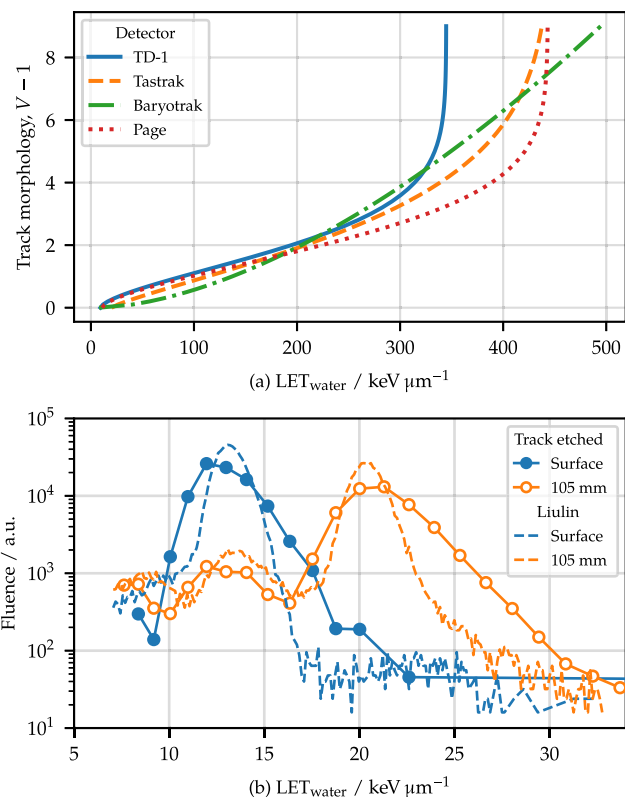 Detector
TD-1
Tastrak
Baryotrak
Page
Track morphology, V − 1
8
6
4
2
0
0 100 200 300 400 500
(a) LET_water / keV µm⁻¹
Track etched
Surface
105 mm
Liulin
Surface
105 mm
Fluence / a.u.
10⁵
10⁴
10³
10²
10¹
5 10 15 20 25 30
(b) LET_water / keV µm⁻¹